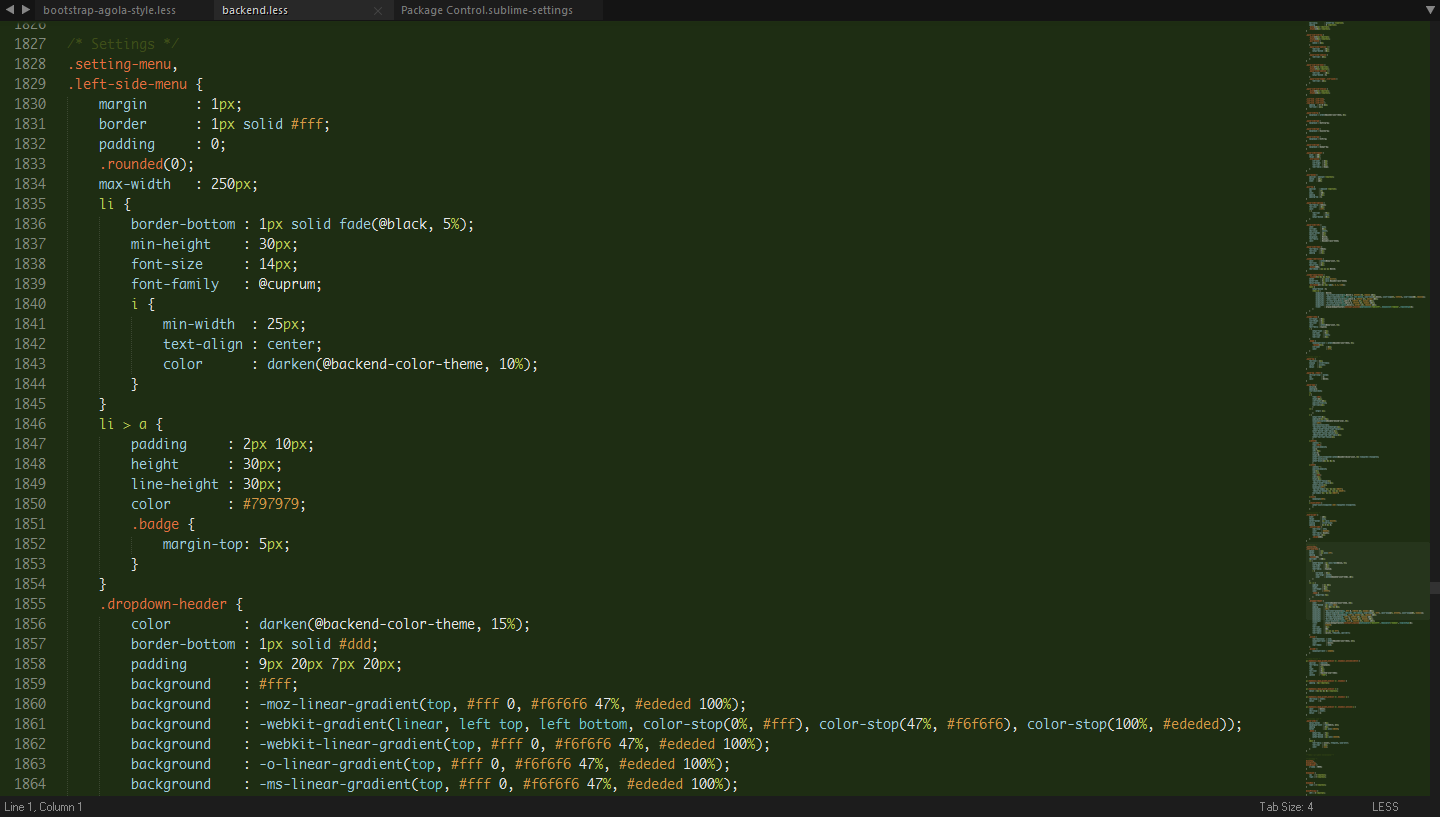 bootstrap-agola-style.less backend.less Package Control.sublime-settings
1826
1827 /* Settings */
1828 .setting-menu,
1829 .left-side-menu {
1830 margin : 1px;
1831 border : 1px solid #fff;
1832 padding : 0;
1833 .rounded(0);
1834 max-width : 250px;
1835 li {
1836 border-bottom : 1px solid fade(@black, 5%);
1837 min-height : 30px;
1838 font-size : 14px;
1839 font-family : @cuprum;
1840 i {
1841 min-width : 25px;
1842 text-align : center;
1843 color : darken(@backend-color-theme, 10%);
1844 }
1845 }
1846 li > a {
1847 padding : 2px 10px;
1848 height : 30px;
1849 line-height : 30px;
1850 color : #797979;
1851 .badge {
1852 margin-top: 5px;
1853 }
1854 }
1855 .dropdown-header {
1856 color : darken(@backend-color-theme, 15%);
1857 border-bottom : 1px solid #ddd;
1858 padding : 9px 20px 7px 20px;
1859 background : #fff;
1860 background : -moz-linear-gradient(top, #fff 0, #f6f6f6 47%, #ededed 100%);
1861 background : -webkit-gradient(linear, left top, left bottom, color-stop(0%, #fff), color-stop(47%, #f6f6f6), color-stop(100%, #ededed));
1862 background : -webkit-linear-gradient(top, #fff 0, #f6f6f6 47%, #ededed 100%);
1863 background : -o-linear-gradient(top, #fff 0, #f6f6f6 47%, #ededed 100%);
1864 background : -ms-linear-gradient(top, #fff 0, #f6f6f6 47%, #ededed 100%);
Line 1, Column 1 Tab Size: 4 LESS